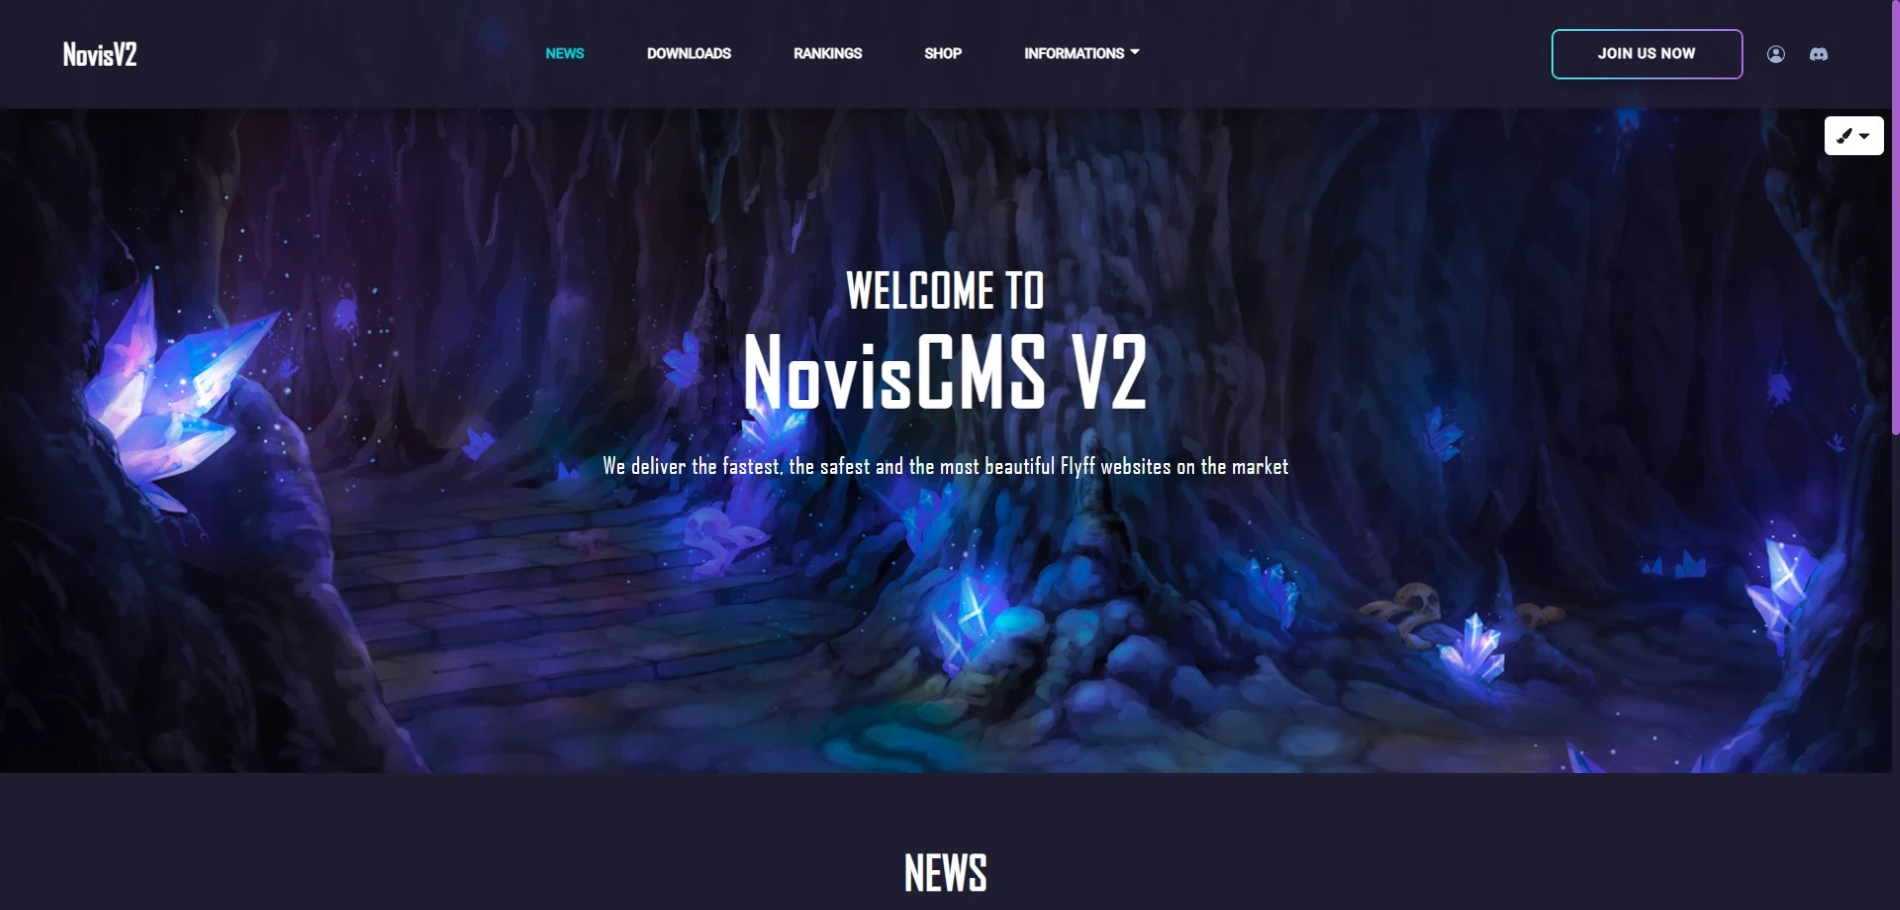 NovisV2
NEWS
DOWNLOADS
RANKINGS
SHOP
INFORMATIONS
JOIN US NOW
WELCOME TO
NovisCMS V2
We deliver the fastest, the safest and the most beautiful Flyff websites on the market
NEWS